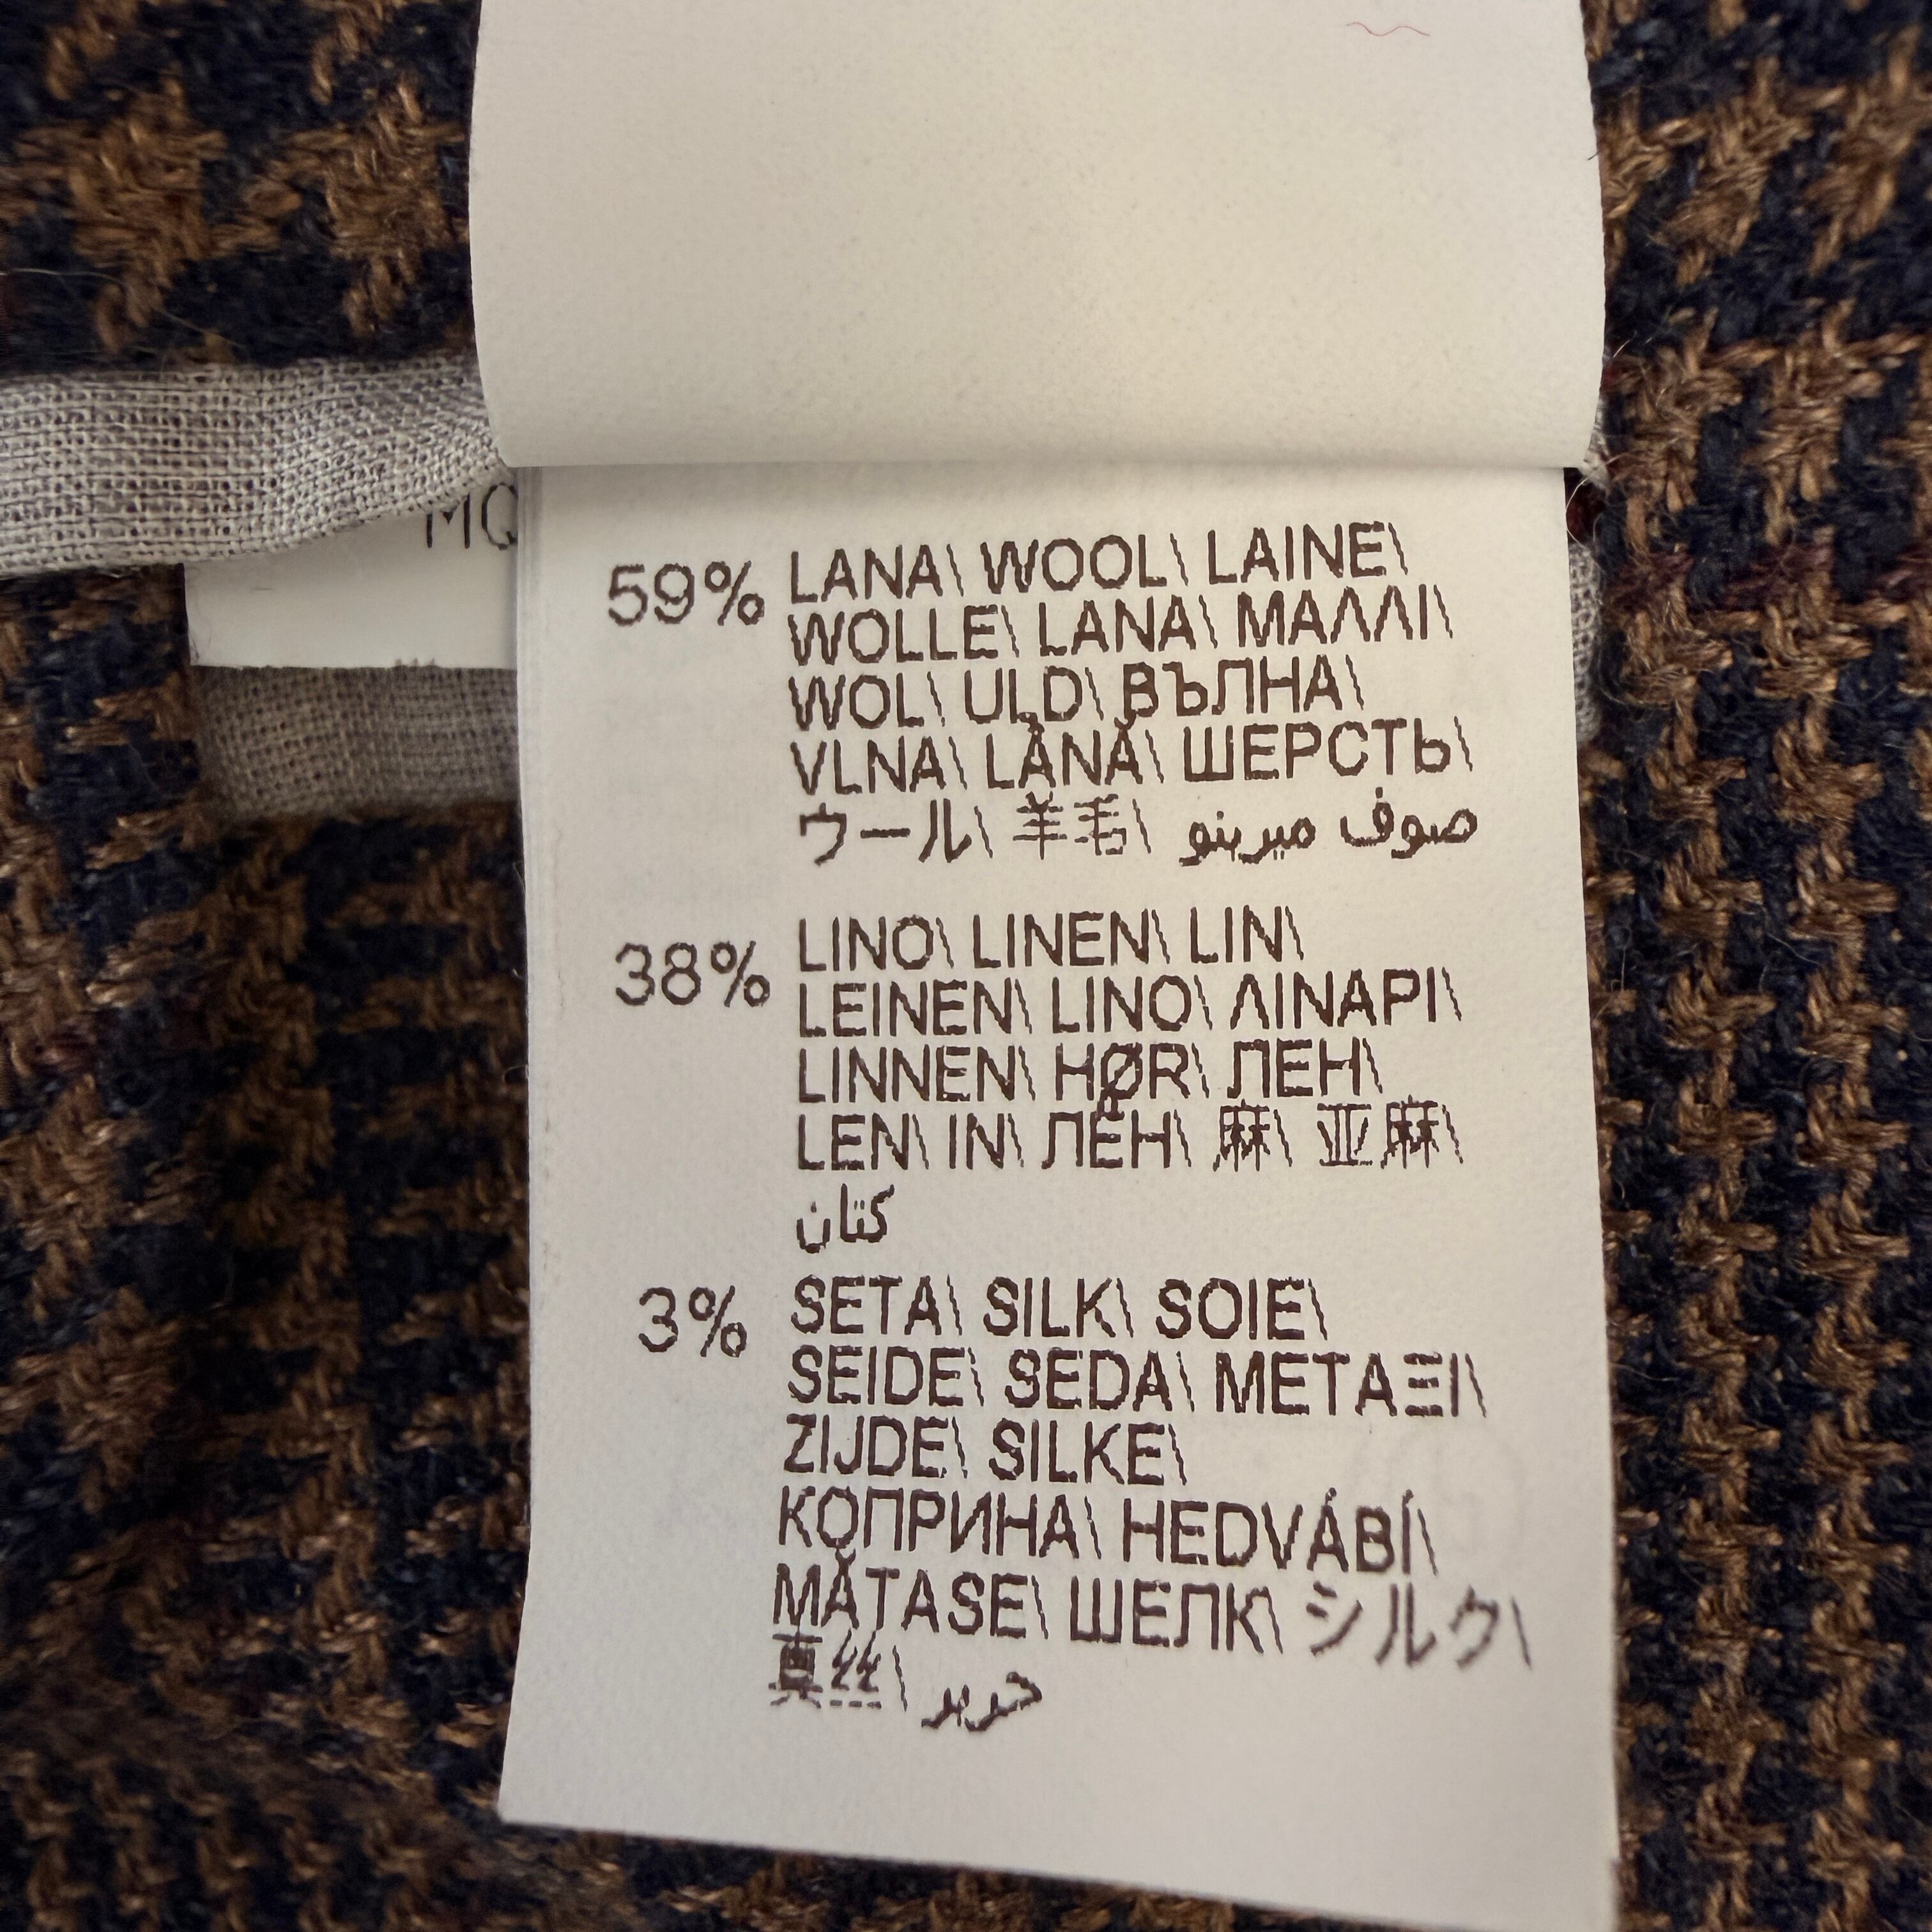 MQ
59% LANA\ WOOL\ LAINE\
WOLLE\ LANA\ ΜΑΛΛΙ\
WOL\ ULD\ ВЪЛНА\
VLNA\ LÂNĂ\ ШЕРСТЬ\
ウール\ 羊毛\ صوف ميرينو
38% LINO\ LINEN\ LIN\
LEINEN\ LINO\ ΛΙΝΑΡΙ\
LINNEN\ HØR\ ЛЕН\
LEN\ IN\ ЛЁН\ 麻\ 亚麻\
كتان
3% SETA\ SILK\ SOIE\
SEIDE\ SEDA\ ΜΕΤΑΞΙ\
ZIJDE\ SILKE\
КОПРИНА\ HEDVÁBÍ\
MĂTASE\ ШЕЛК\ シルク\
真丝\ حرير